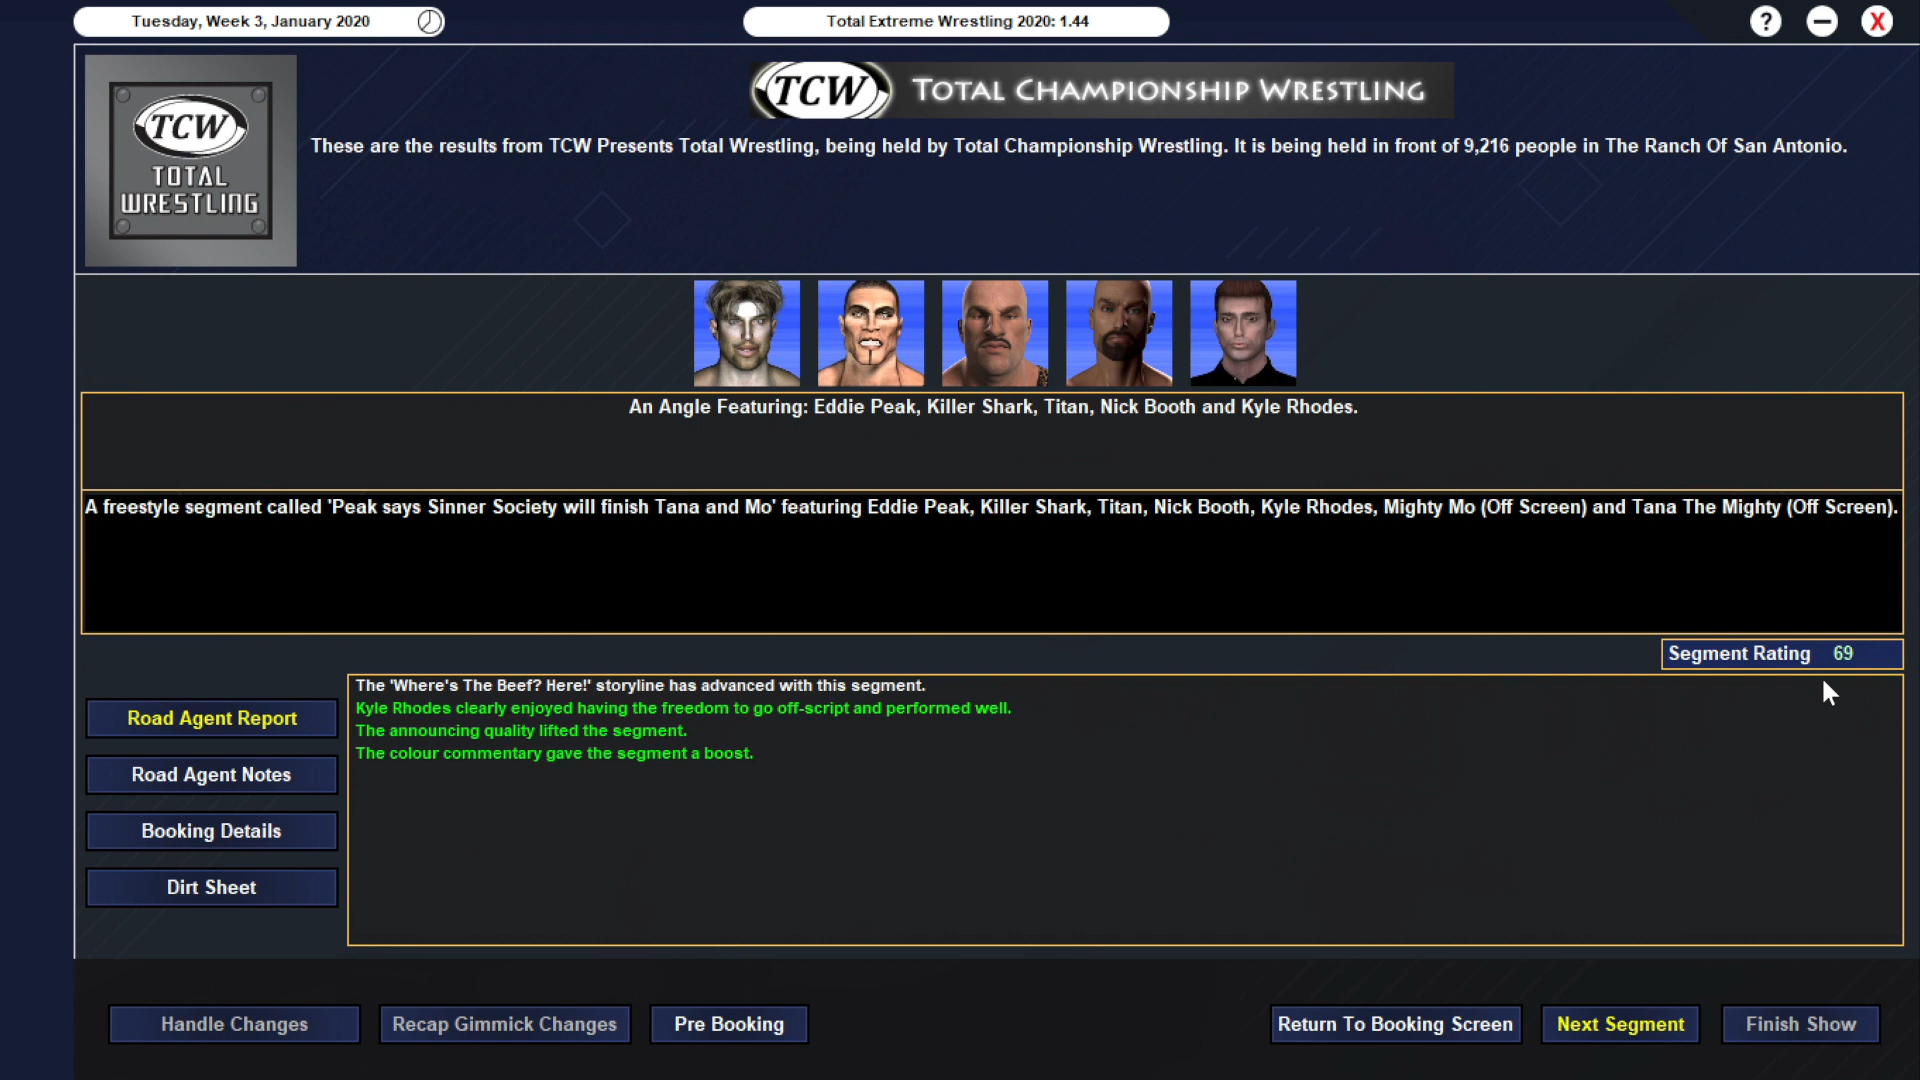 Tuesday, Week 3, January 2020
Total Extreme Wrestling 2020: 1.44
?
X
TCW
TOTAL CHAMPIONSHIP WRESTLING
TCW
TOTAL
WRESTLING
These are the results from TCW Presents Total Wrestling, being held by Total Championship Wrestling. It is being held in front of 9,216 people in The Ranch Of San Antonio.
An Angle Featuring: Eddie Peak, Killer Shark, Titan, Nick Booth and Kyle Rhodes.
A freestyle segment called 'Peak says Sinner Society will finish Tana and Mo' featuring Eddie Peak, Killer Shark, Titan, Nick Booth, Kyle Rhodes, Mighty Mo (Off Screen) and Tana The Mighty (Off Screen).
Segment Rating 69
The 'Where's The Beef? Here!' storyline has advanced with this segment.
Kyle Rhodes clearly enjoyed having the freedom to go off-script and performed well.
The announcing quality lifted the segment.
The colour commentary gave the segment a boost.
Road Agent Report
Road Agent Notes
Booking Details
Dirt Sheet
Handle Changes
Recap Gimmick Changes
Pre Booking
Return To Booking Screen
Next Segment
Finish Show